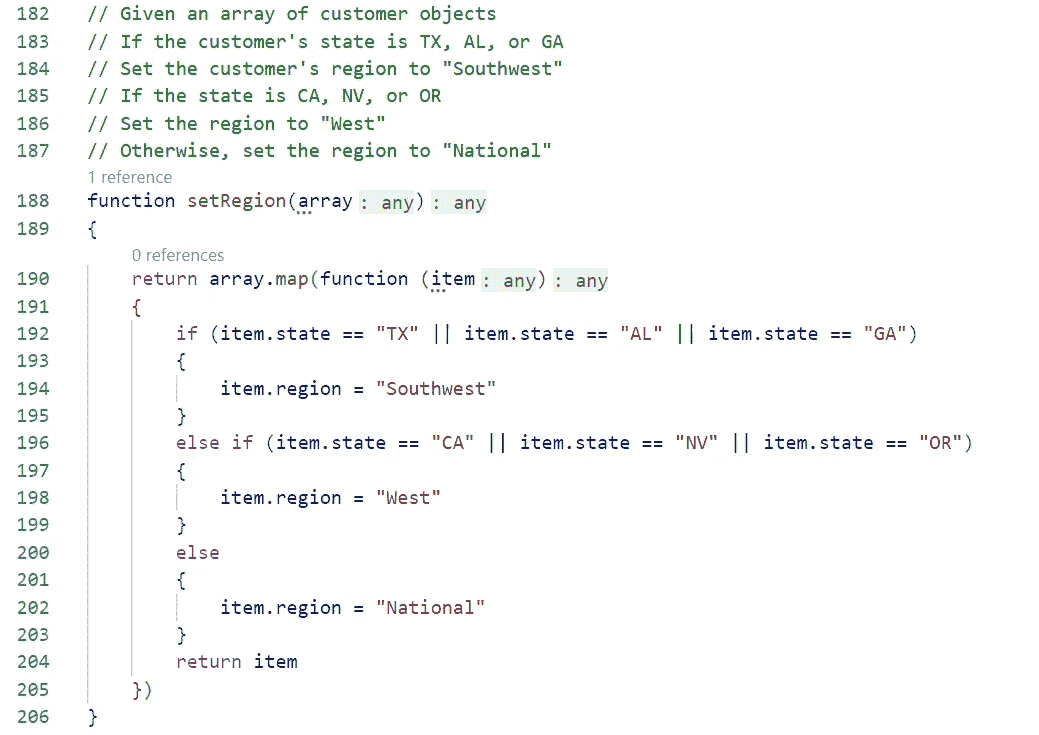 182 // Given an array of customer objects
183 // If the customer's state is TX, AL, or GA
184 // Set the customer's region to "Southwest"
185 // If the state is CA, NV, or OR
186 // Set the region to "West"
187 // Otherwise, set the region to "National"
1 reference
188 function setRegion(array : any) : any
189 {
0 references
190 return array.map(function (item : any) : any
191 {
192 if (item.state == "TX" || item.state == "AL" || item.state == "GA")
193 {
194 item.region = "Southwest"
195 }
196 else if (item.state == "CA" || item.state == "NV" || item.state == "OR")
197 {
198 item.region = "West"
199 }
200 else
201 {
202 item.region = "National"
203 }
204 return item
205 })
206 }